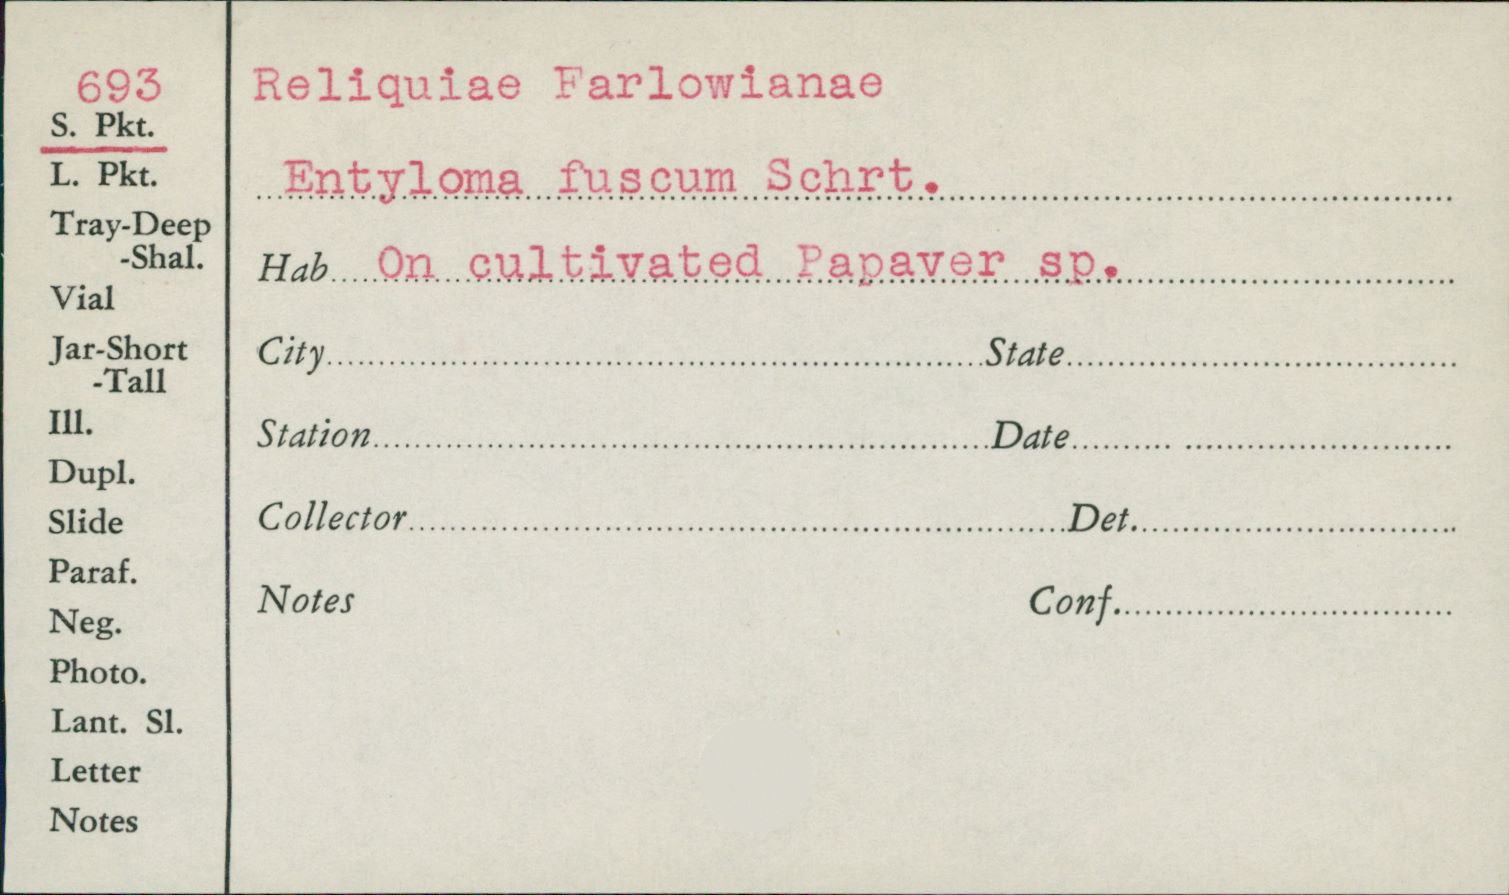 693
S. Pkt.
L. Pkt.
Tray-Deep
-Shal.
Vial
Jar-Short
-Tall
Ill.
Dupl.
Slide
Paraf.
Neg.
Photo.
Lant. Sl.
Letter
Notes
Reliquiae Farlowianae
Entyloma fuscum Schrt.
Hab On cultivated Papaver sp.
City State
Station Date
Collector Det.
Notes Conf.